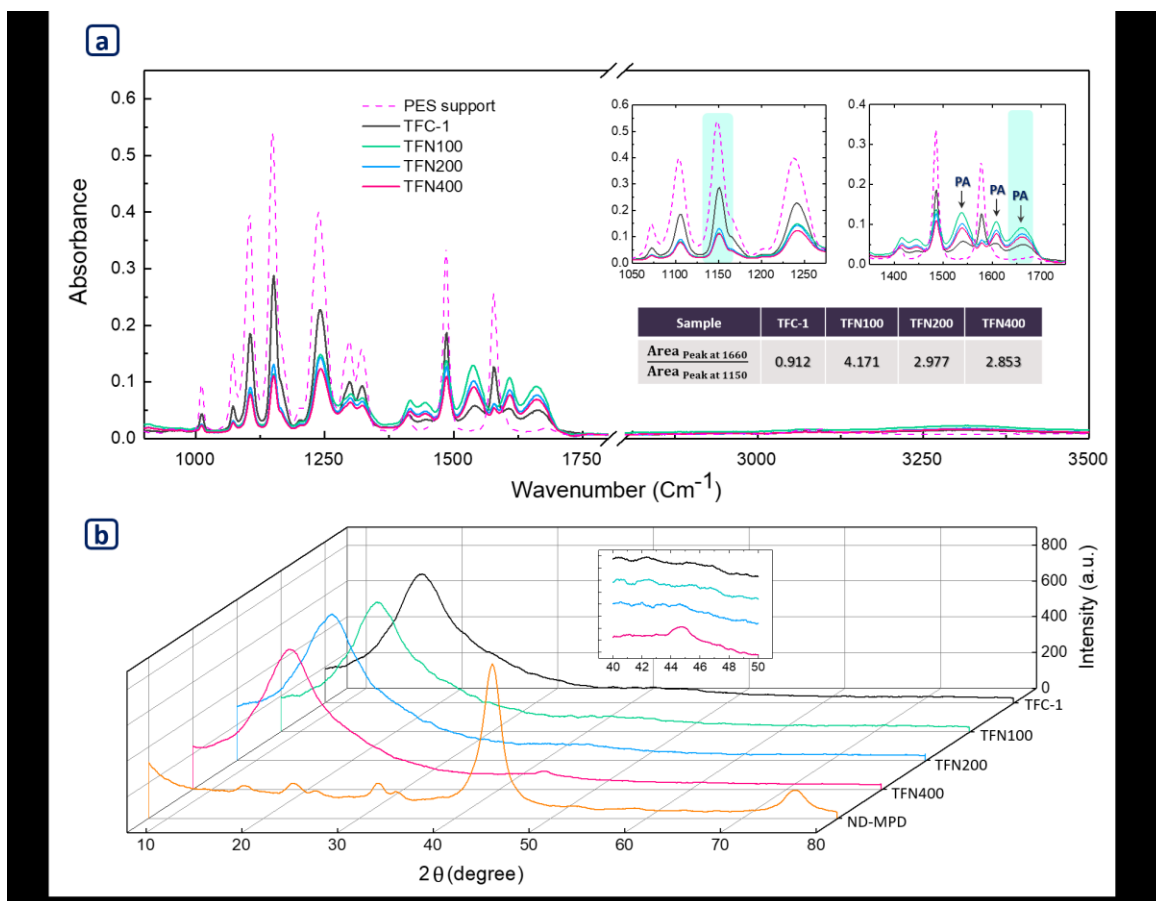 a
0.6
0.5
0.4
0.3
0.2
0.1
0.0
Absorbance
PES support
TFC-1
TFN100
TFN200
TFN400
0.6
0.5
0.4
0.3
0.2
0.1
0.0
1050 1100 1150 1200 1250
0.4
0.3
0.2
0.1
0.0
PA PA PA
1400 1500 1600 1700
Sample TFC-1 TFN100 TFN200 TFN400
Area Peak at 1660
Area Peak at 1150
0.912 4.171 2.977 2.853
1000 1250 1500 1750 3000 3250 3500
Wavenumber (Cm-1)
b
800
600
400
200
0
Intensity (a.u.)
40 42 44 46 48 50
TFC-1
TFN100
TFN200
TFN400
ND-MPD
10 20 30 40 50 60 70 80
2 θ (degree)